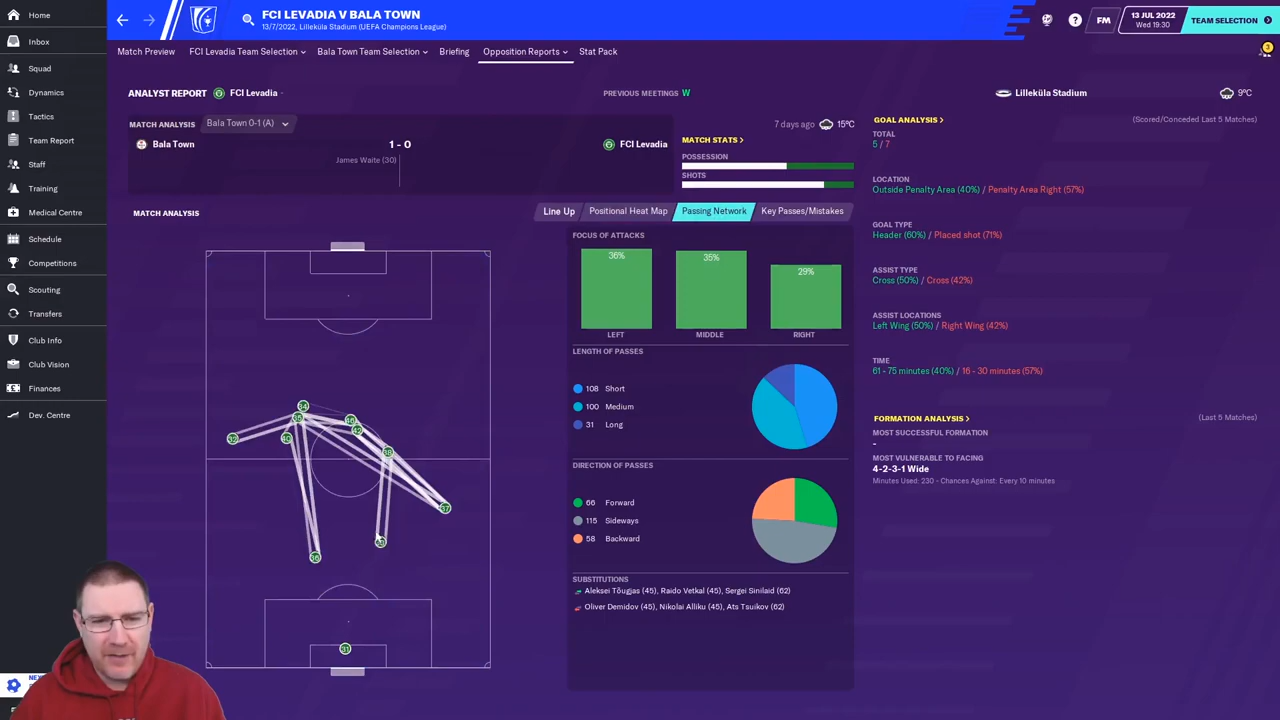 Home
Inbox
Squad
Dynamics
Tactics
Team Report
Staff
Training
Medical Centre
Schedule
Competitions
Scouting
Transfers
Club Info
Club Vision
Finances
Dev. Centre
FCI LEVADIA V BALA TOWN
13/7/2022, Lilleküla Stadium (UEFA Champions League)
?
FM
13 JUL 2022
Wed 19:30
TEAM SELECTION
3
Match Preview
FCI Levadia Team Selection
Bala Town Team Selection
Briefing
Opposition Reports
Stat Pack
ANALYST REPORT
FCI Levadia -
PREVIOUS MEETINGS W
Lilleküla Stadium
9°C
MATCH ANALYSIS
Bala Town 0-1 (A)
7 days ago
15°C
Bala Town
1 - 0
FCI Levadia
James Waite (30)
MATCH STATS >
POSSESSION
SHOTS
MATCH ANALYSIS
Line Up
Positional Heat Map
Passing Network
Key Passes/Mistakes
34
35
32
40
42
38
37
36
31
FOCUS OF ATTACKS
36%
35%
29%
LEFT
MIDDLE
RIGHT
LENGTH OF PASSES
108 Short
100 Medium
31 Long
DIRECTION OF PASSES
66 Forward
115 Sideways
58 Backward
SUBSTITUTIONS
Aleksei Tõugjas (45), Raido Vetkal (45), Sergei Sinilaid (62)
Oliver Demidov (45), Nikolai Alliku (45), Ats Tsuikov (62)
GOAL ANALYSIS >
(Scored/Conceded Last 5 Matches)
TOTAL
5 / 7
LOCATION
Outside Penalty Area (40%) / Penalty Area Right (57%)
GOAL TYPE
Header (60%) / Placed shot (71%)
ASSIST TYPE
Cross (50%) / Cross (42%)
ASSIST LOCATIONS
Left Wing (50%) / Right Wing (42%)
TIME
61 - 75 minutes (40%) / 16 - 30 minutes (57%)
FORMATION ANALYSIS >
(Last 5 Matches)
MOST SUCCESSFUL FORMATION
-
MOST VULNERABLE TO FACING
4-2-3-1 Wide
Minutes Used: 230 - Chances Against: Every 10 minutes